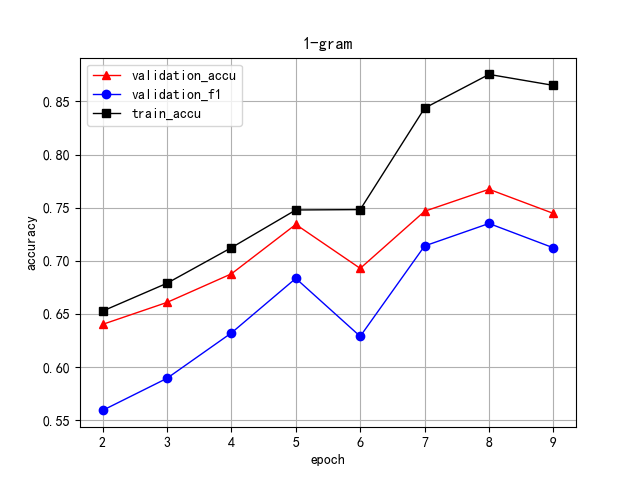 1-gram
validation_accu
validation_f1
train_accu
accuracy
0.85
0.80
0.75
0.70
0.65
0.60
0.55
2 3 4 5 6 7 8 9
epoch